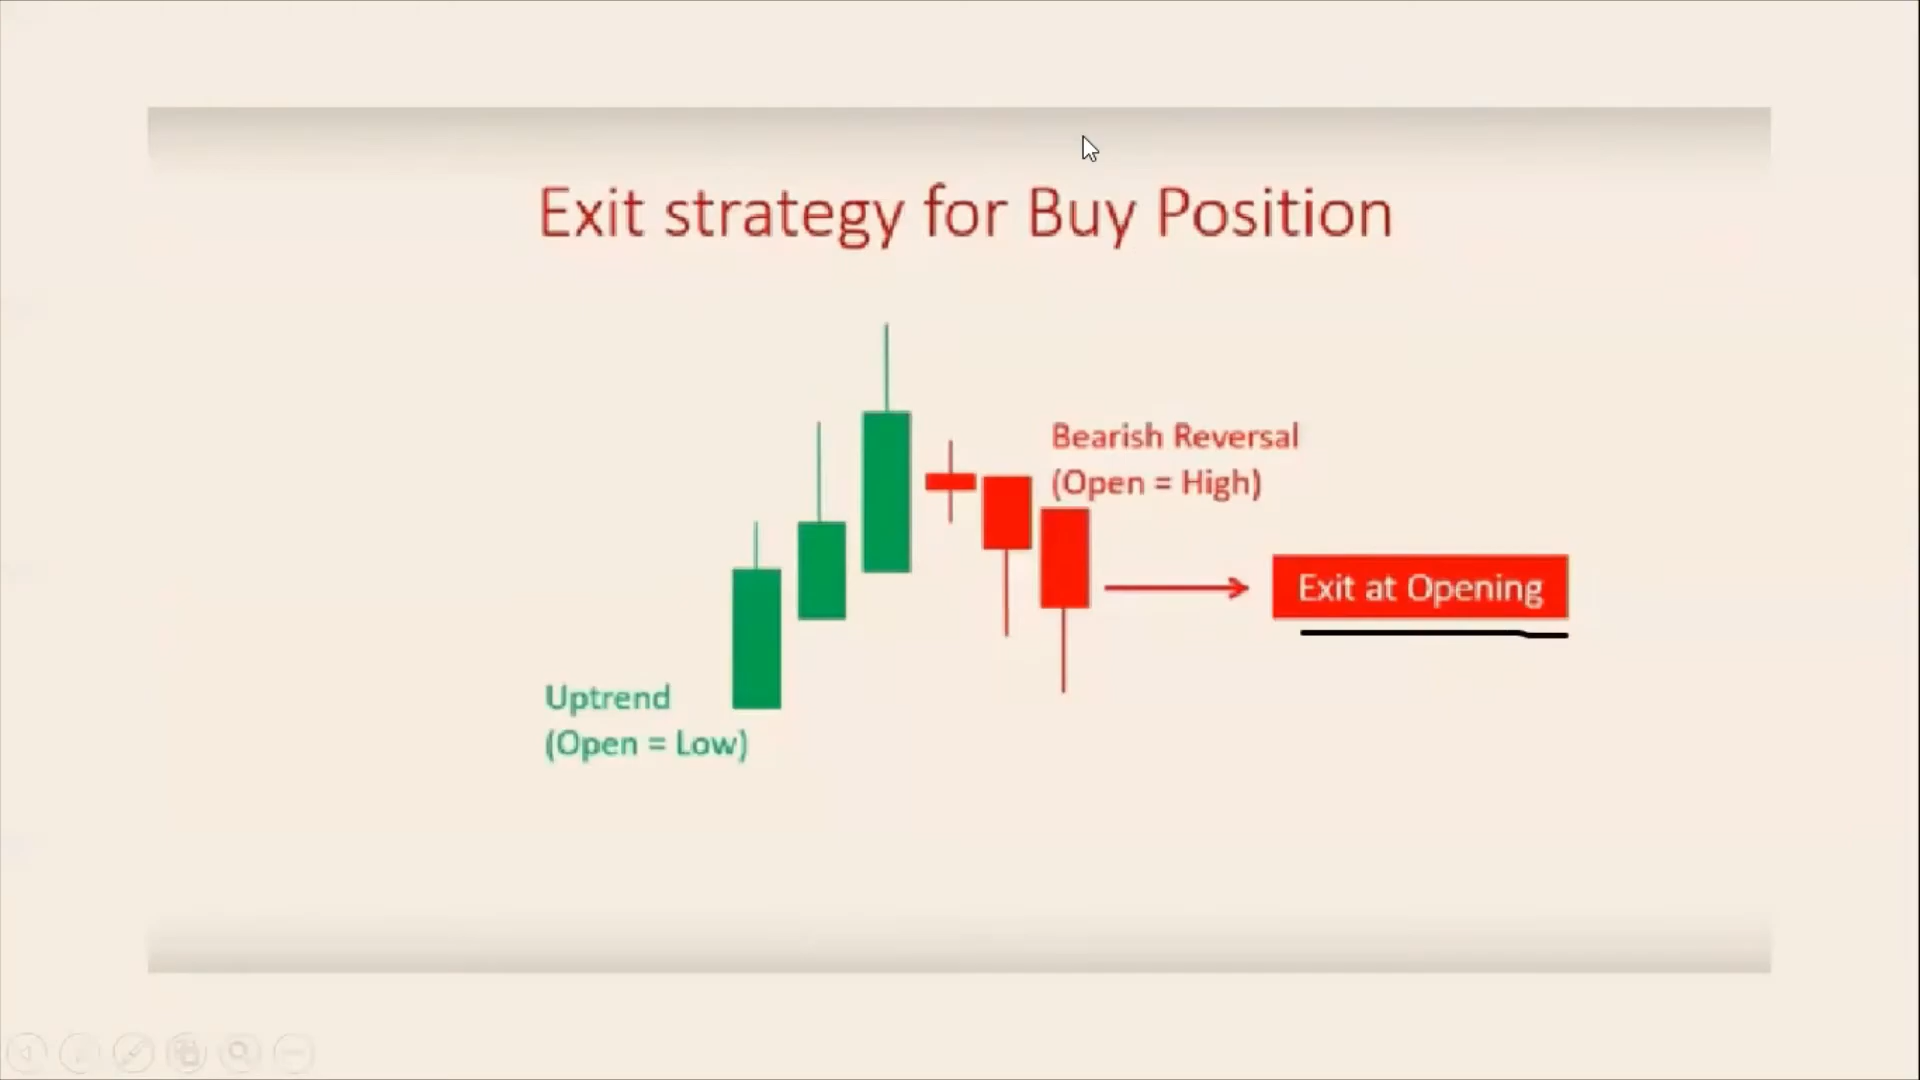 Exit strategy for Buy Position
Bearish Reversal
(Open = High)
Exit at Opening
Uptrend
(Open = Low)